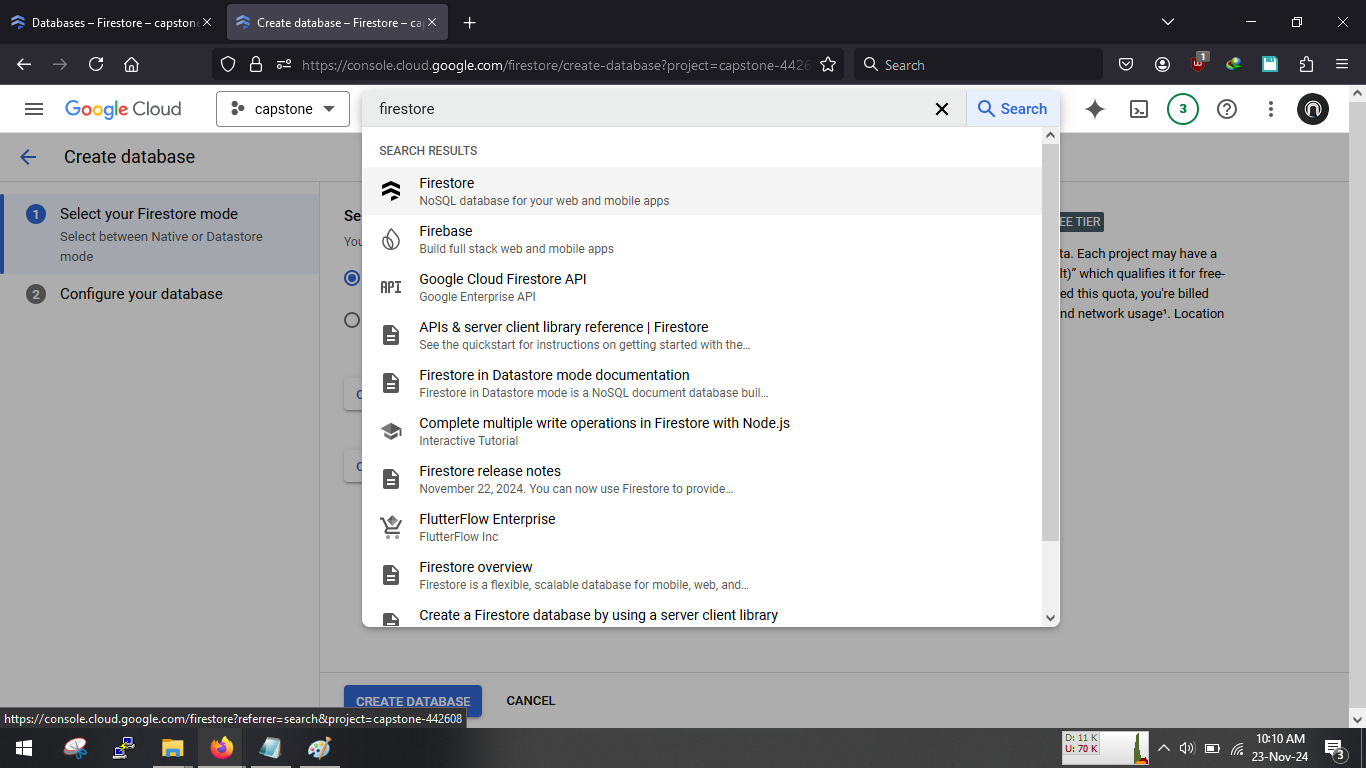 Databases – Firestore – capston
Create database – Firestore – ca
https://console.cloud.google.com/firestore/create-database?project=capstone-4426
Search
1
Google Cloud
capstone
firestore
Search
3
Create database
SEARCH RESULTS
Firestore
NoSQL database for your web and mobile apps
Firebase
Build full stack web and mobile apps
API
Google Cloud Firestore API
Google Enterprise API
APIs & server client library reference | Firestore
See the quickstart for instructions on getting started with the…
Firestore in Datastore mode documentation
Firestore in Datastore mode is a NoSQL document database buil…
Complete multiple write operations in Firestore with Node.js
Interactive Tutorial
Firestore release notes
November 22, 2024. You can now use Firestore to provide…
FlutterFlow Enterprise
FlutterFlow Inc
Firestore overview
Firestore is a flexible, scalable database for mobile, web, and…
Create a Firestore database by using a server client library
1 Select your Firestore mode
Select between Native or Datastore
mode
2 Configure your database
Se
You
C
C
EE TIER
ta. Each project may have a
lt)” which qualifies it for free-
ed this quota, you're billed
nd network usage¹. Location
CREATE DATABASE
CANCEL
https://console.cloud.google.com/firestore?referrer=search&project=capstone-442608
D: 11 K
U: 70 K
10:10 AM
23-Nov-24
3